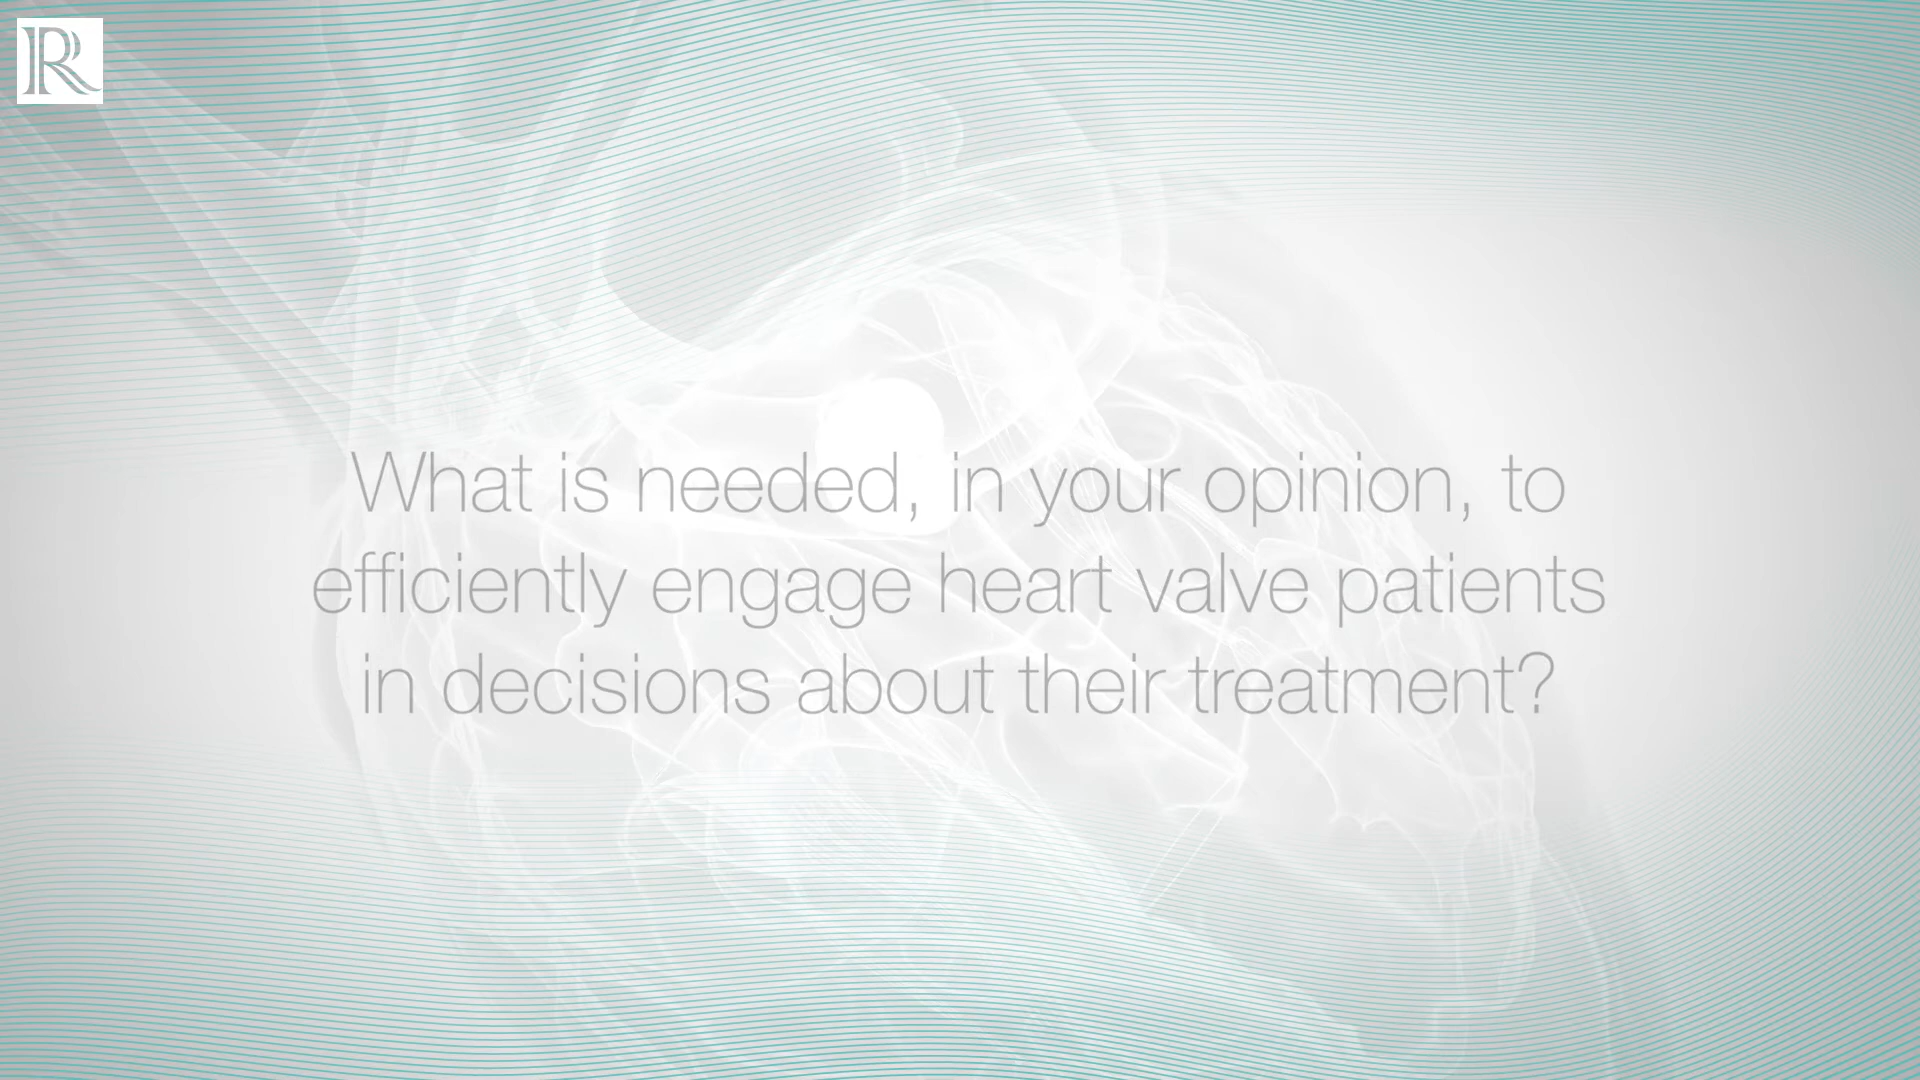 R
What is needed, in your opinion, to
efficiently engage heart valve patients
in decisions about their treatment?